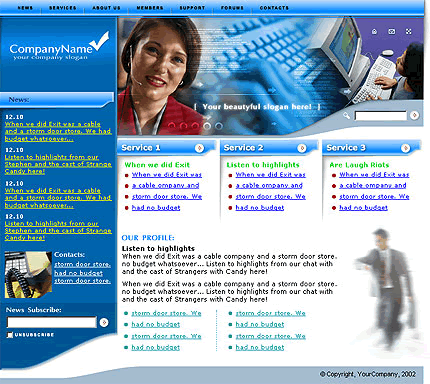 NEWS SERVICES ABOUT US MEMBERS SUPPORT FORUMS CONTACTS
CompanyName
your company slogan
[ Your beautyful slogan here! ]
News:
12.10
When we did Exit was a cable
and a storm door store. We had
budget whatsoever...
12.10
Listen to highlights from our
Stephen and the cast of Strange
Candy here!
12.10
When we did Exit was a cable
and a storm door store. We had
budget whatsoever...
12.10
Listen to highlights from our
Stephen and the cast of Strange
Candy here!
Contacts:
storm door store.
had no budget
storm door store.
News Subscribe:
UNSUBSCRIBE
Service 1
When we did Exit
When we did Exit was
a cable ompany and
storm door store. We
had no budget
Service 2
Listen to highlights
When we did Exit was
a cable ompany and
storm door store. We
had no budget
Service 3
Are Laugh Riots
When we did Exit was
a cable ompany and
storm door store. We
had no budget
OUR PROFILE:
Listen to highlights
When we did Exit was a cable company and a storm door store.
no budget whatsoever... Listen to highlights from our chat with
and the cast of Strangers with Candy here!
When we did Exit was a cable company and a storm door store. We had
no budget whatsoever... Listen to highlights from our chat with
and the cast of Strangers with Candy here!
storm door store. We
had no budget
storm door store. We
had no budget
storm door store. We
had no budget
storm door store. We
had no budget
© Copyright, YourCompany, 2002